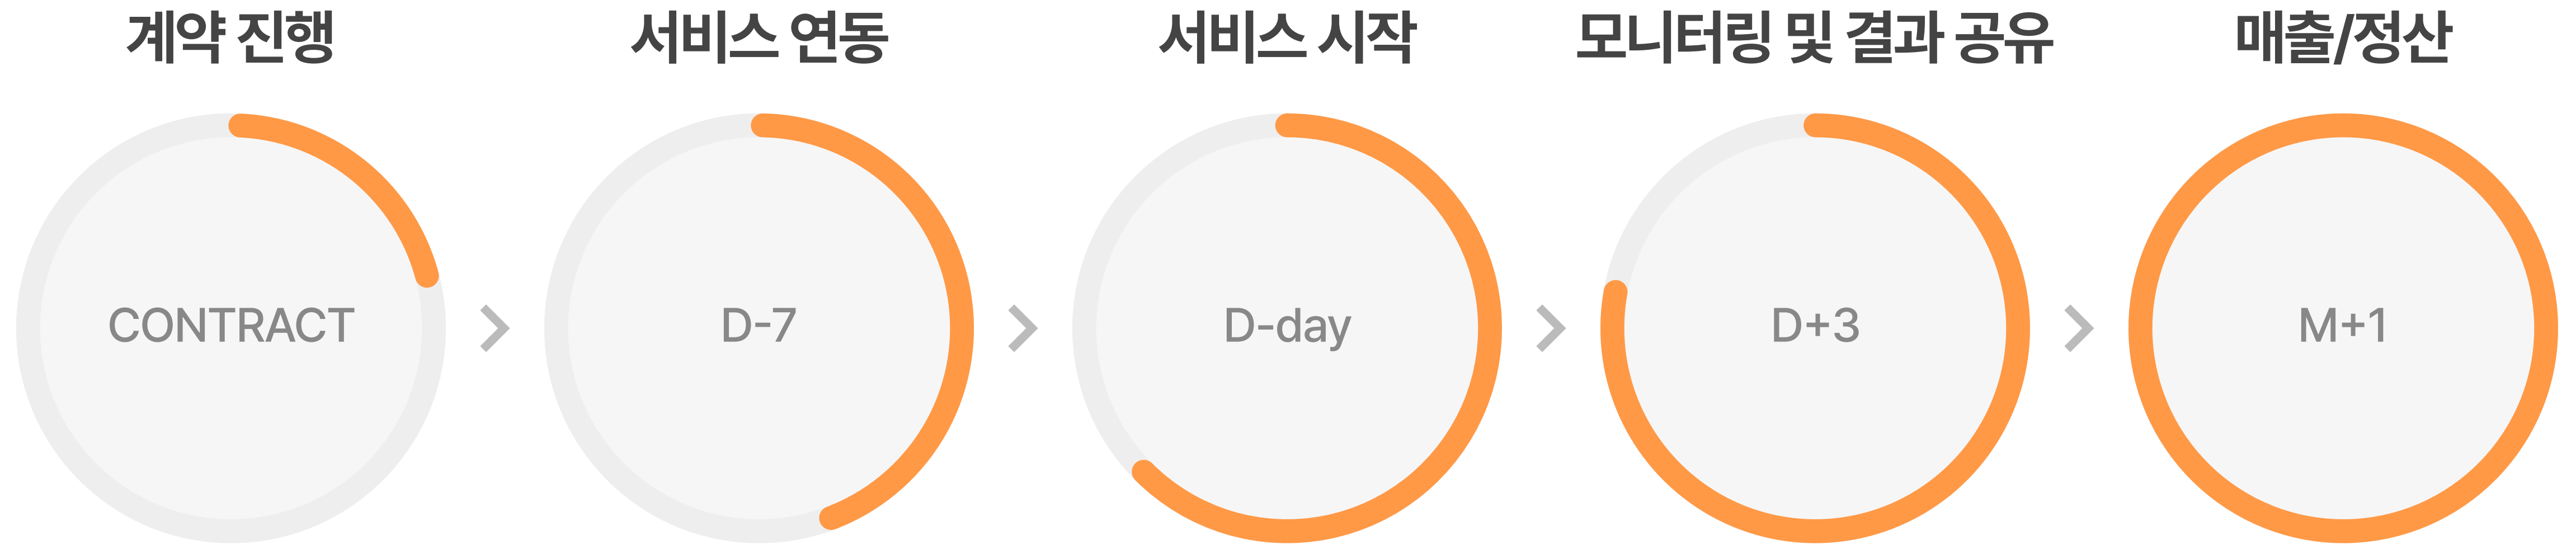 계약 진행
서비스 연동
서비스 시작
모니터링 및 결과 공유
매출/정산
CONTRACT
D-7
D-day
D+3
M+1